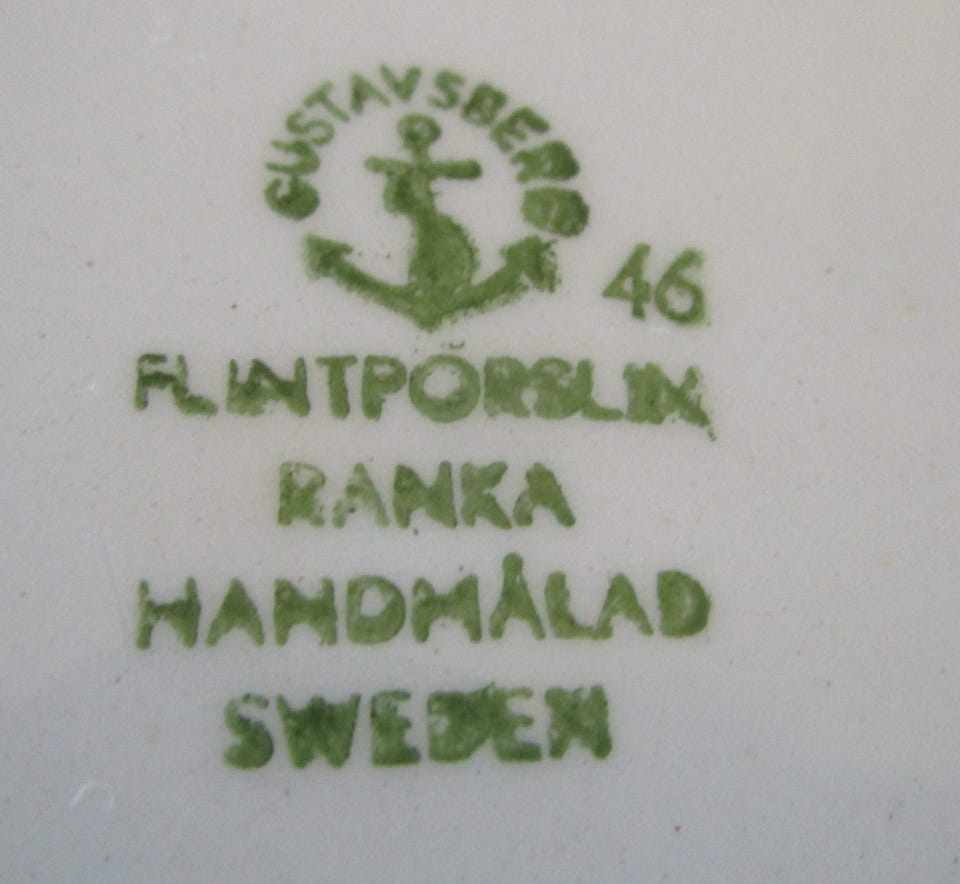 GUSTAVSBERG
46
FLINTPORSLIN
RANKA
HANDMÅLAD
SWEDEN